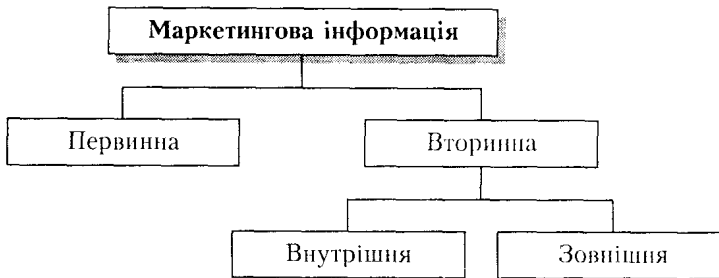 Маркетингова інформація
Первинна
Вторинна
Внутрішня
Зовнішня